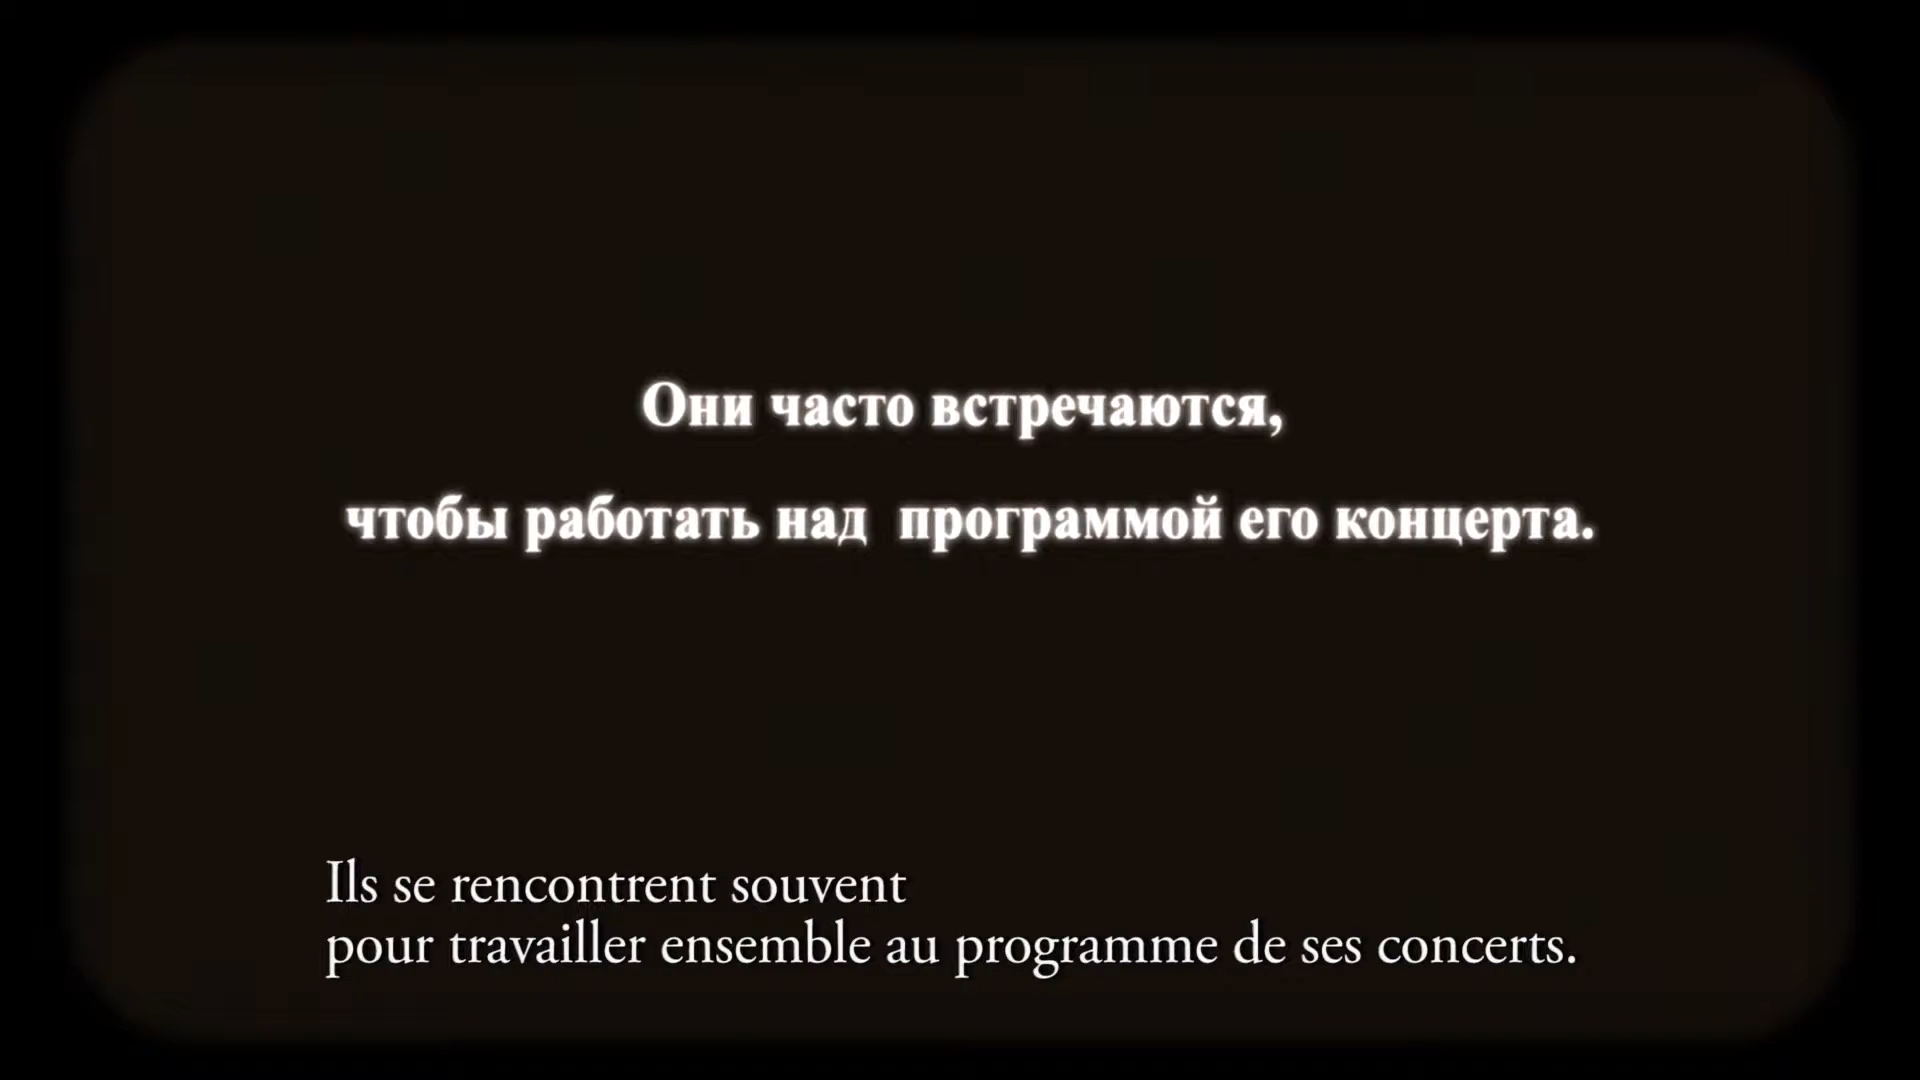 Они часто встречаются,
чтобы работать над  программой его концерта.
Ils se rencontrent souvent
pour travailler ensemble au programme de ses concerts.